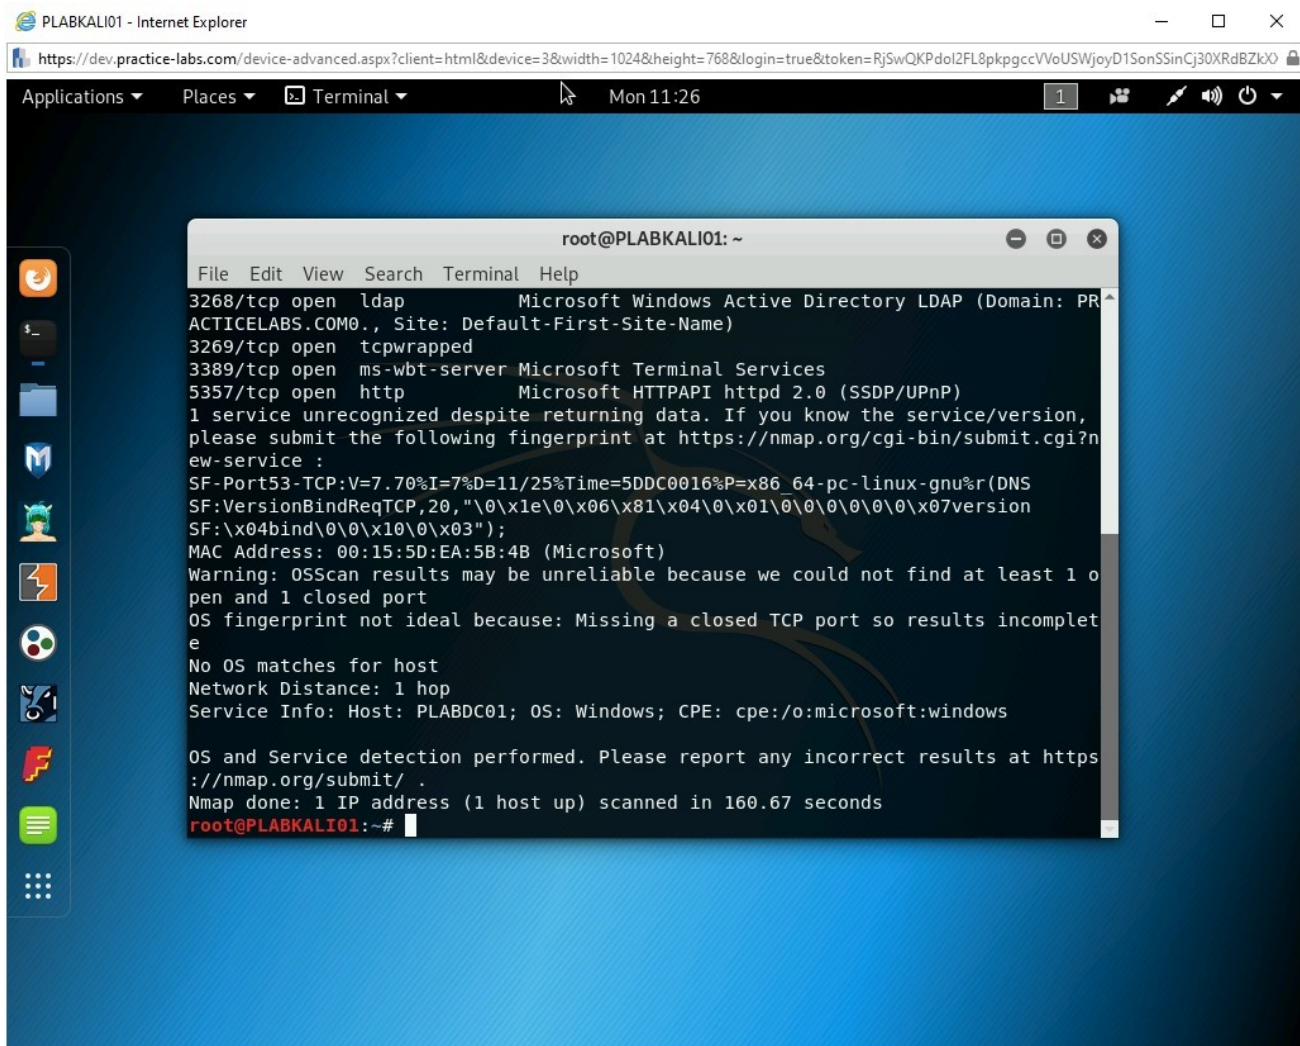 PLABKALI01 - Internet Explorer
https://dev.practice-labs.com/device-advanced.aspx?client=html&device=3&width=1024&height=768&login=true&token=RjSwQKPdol2FL8pkpgccVVoUSWjoyD1SonSSinCj30XRdBZkX
Applications Places Terminal Mon 11:26 1
root@PLABKALI01: ~
File Edit View Search Terminal Help
3268/tcp open ldap Microsoft Windows Active Directory LDAP (Domain: PR
ACTICELABS.COM0., Site: Default-First-Site-Name)
3269/tcp open tcpwrapped
3389/tcp open ms-wbt-server Microsoft Terminal Services
5357/tcp open http Microsoft HTTPAPI httpd 2.0 (SSDP/UPnP)
1 service unrecognized despite returning data. If you know the service/version,
please submit the following fingerprint at https://nmap.org/cgi-bin/submit.cgi?n
ew-service :
SF-Port53-TCP:V=7.70%I=7%D=11/25%Time=5DDC0016%P=x86_64-pc-linux-gnu%r(DNS
SF:VersionBindReqTCP,20,"\0\x1e\0\x06\x81\x04\0\x01\0\0\0\0\0\0\x07version
SF:\x04bind\0\0\x10\0\x03");
MAC Address: 00:15:5D:EA:5B:4B (Microsoft)
Warning: OSScan results may be unreliable because we could not find at least 1 o
pen and 1 closed port
OS fingerprint not ideal because: Missing a closed TCP port so results incomplet
e
No OS matches for host
Network Distance: 1 hop
Service Info: Host: PLABDC01; OS: Windows; CPE: cpe:/o:microsoft:windows
OS and Service detection performed. Please report any incorrect results at https
://nmap.org/submit/ .
Nmap done: 1 IP address (1 host up) scanned in 160.67 seconds
root@PLABKALI01:~#